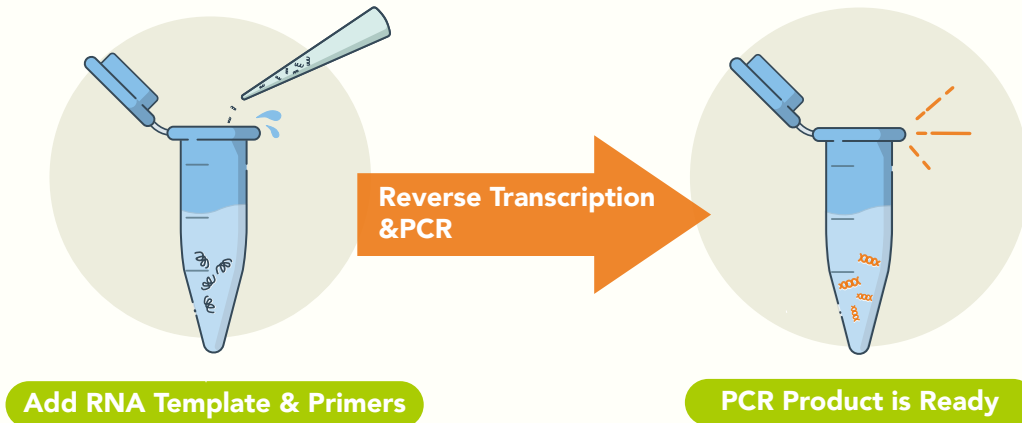 Reverse Transcription
&PCR
Add RNA Template & Primers
PCR Product is Ready